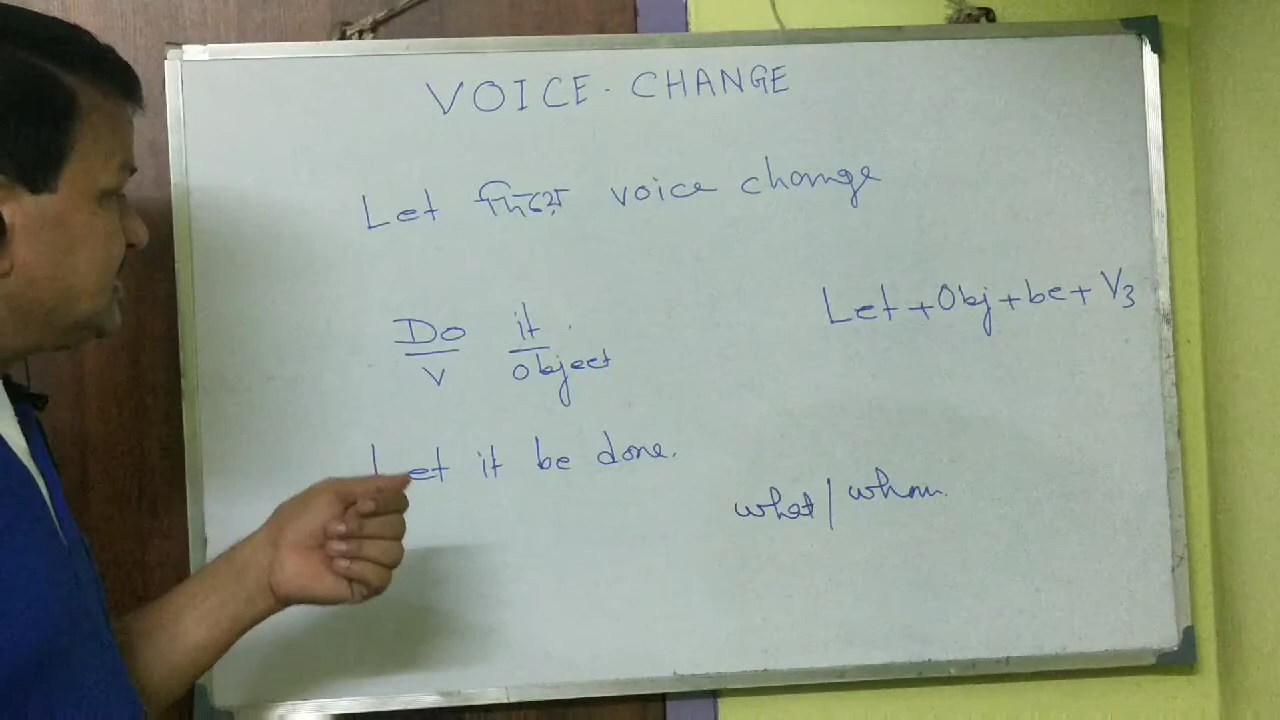 VOICE. CHANGE
Let দিয়ে voice change
Let + Obj + be + V3
Do it.
V object
Let it be done.
what / whom.